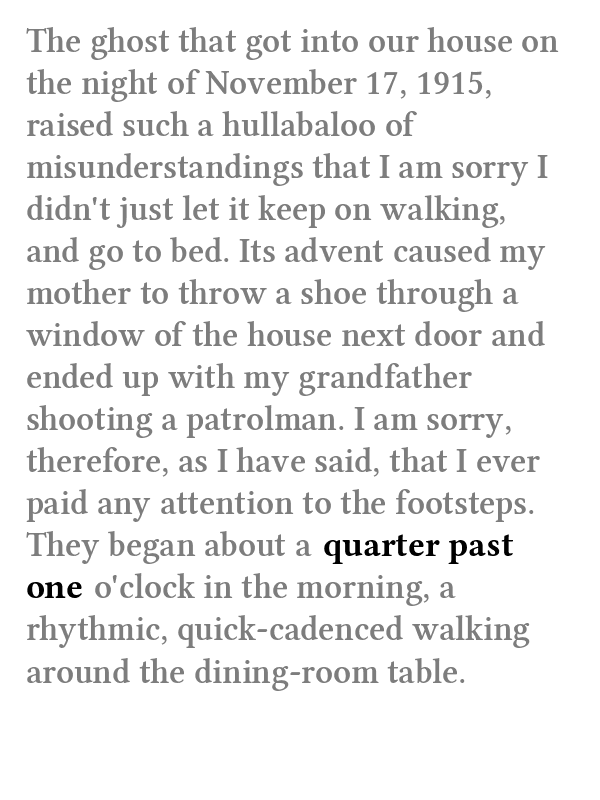 The ghost that got into our house on
the night of November 17, 1915,
raised such a hullabaloo of
misunderstandings that I am sorry I
didn't just let it keep on walking,
and go to bed. Its advent caused my
mother to throw a shoe through a
window of the house next door and
ended up with my grandfather
shooting a patrolman. I am sorry,
therefore, as I have said, that I ever
paid any attention to the footsteps.
They began about a quarter past
one o'clock in the morning, a
rhythmic, quick-cadenced walking
around the dining-room table.